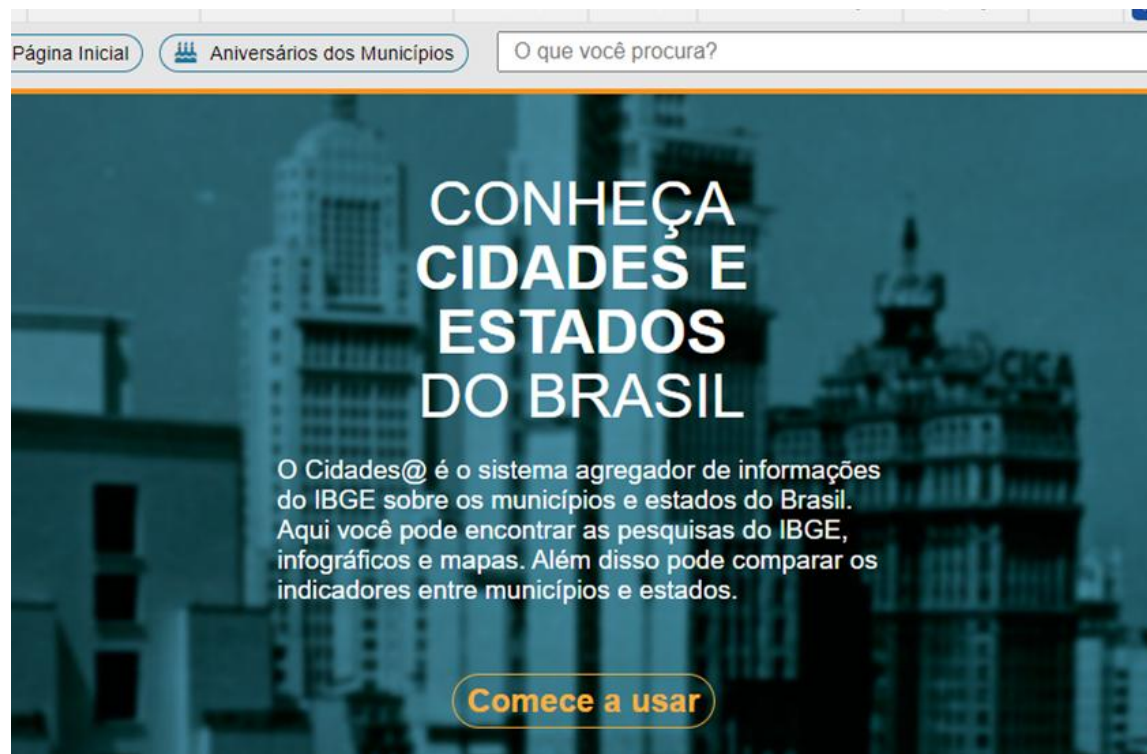 Página Inicial
Aniversários dos Municípios
O que você procura?
CONHEÇA
CIDADES E
ESTADOS
DO BRASIL
CICA
O Cidades@ é o sistema agregador de informações
do IBGE sobre os municípios e estados do Brasil.
Aqui você pode encontrar as pesquisas do IBGE,
infográficos e mapas. Além disso pode comparar os
indicadores entre municípios e estados.
Comece a usar